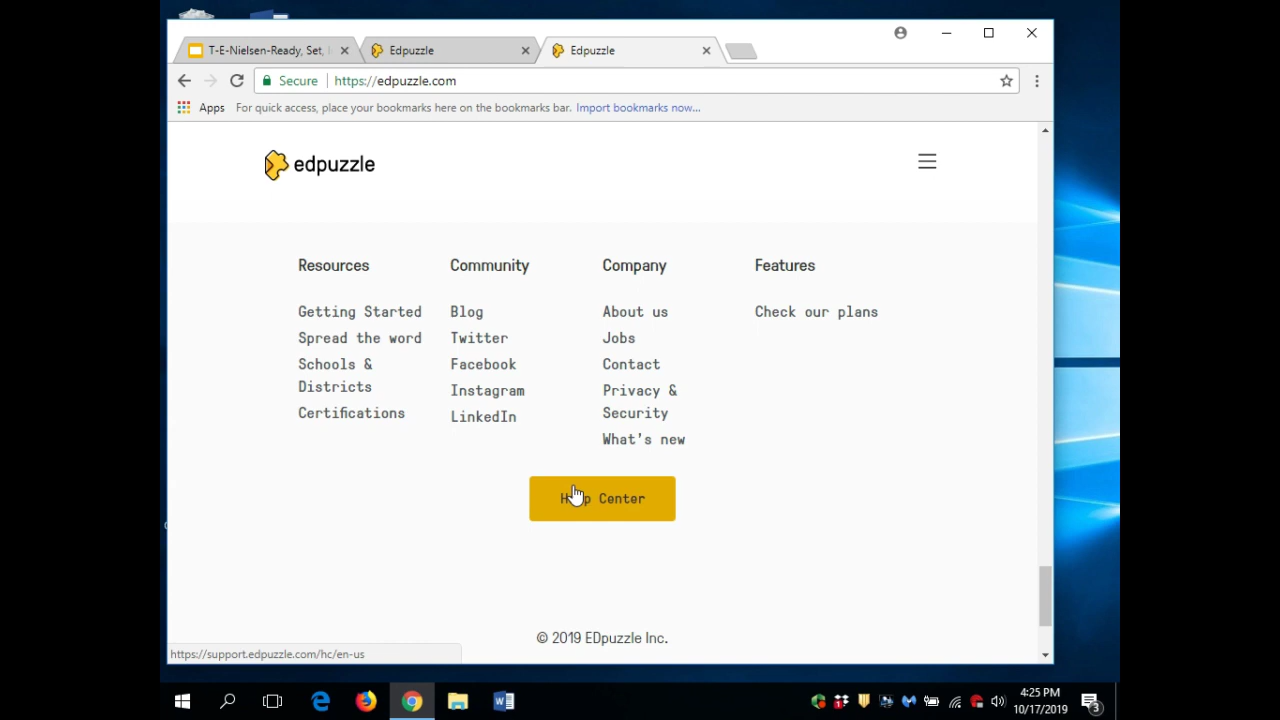 T-E-Nielsen-Ready, Set,
Edpuzzle
Edpuzzle
Secure
https://edpuzzle.com
Apps
For quick access, place your bookmarks here on the bookmarks bar. Import bookmarks now...
edpuzzle
Resources
Getting Started
Spread the word
Schools &
Districts
Certifications
Community
Blog
Twitter
Facebook
Instagram
LinkedIn
Company
About us
Jobs
Contact
Privacy &
Security
What's new
Features
Check our plans
Center
© 2019 EDpuzzle Inc.
https://support.edpuzzle.com/hc/en-us
4:25 PM
10/17/2019
3